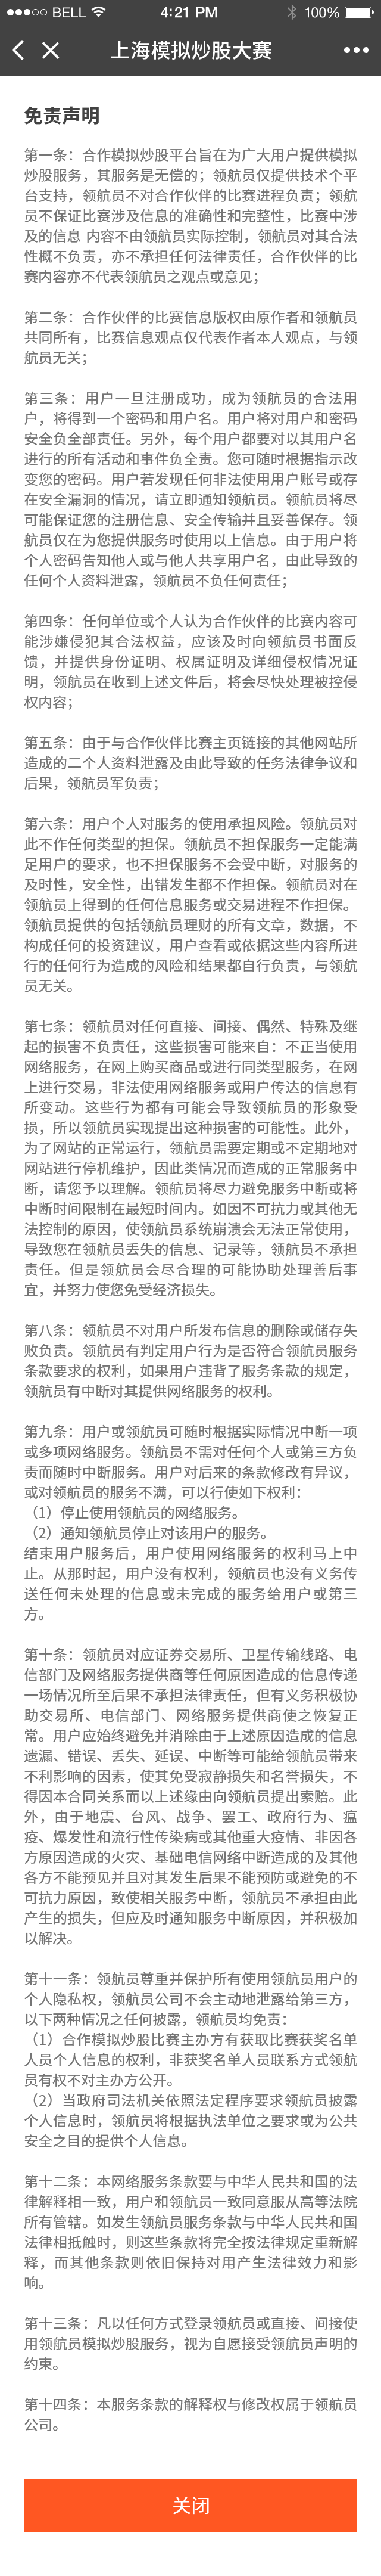 BELL 4:21 PM 100%
上海模拟炒股大赛
免责声明
第一条：合作模拟炒股平台旨在为广大用户提供模拟
炒股服务，其服务是无偿的；领航员仅提供技术个平
台支持，领航员不对合作伙伴的比赛进程负责；领航
员不保证比赛涉及信息的准确性和完整性，比赛中涉
及的信息 内容不由领航员实际控制，领航员对其合法
性概不负责，亦不承担任何法律责任，合作伙伴的比
赛内容亦不代表领航员之观点或意见；
第二条：合作伙伴的比赛信息版权由原作者和领航员
共同所有，比赛信息观点仅代表作者本人观点，与领
航员无关；
第三条：用户一旦注册成功，成为领航员的合法用
户，将得到一个密码和用户名。用户将对用户和密码
安全负全部责任。另外，每个用户都要对以其用户名
进行的所有活动和事件负全责。您可随时根据指示改
变您的密码。用户若发现任何非法使用用户账号或存
在安全漏洞的情况，请立即通知领航员。领航员将尽
可能保证您的注册信息、安全传输并且妥善保存。领
航员仅在为您提供服务时使用以上信息。由于用户将
个人密码告知他人或与他人共享用户名，由此导致的
任何个人资料泄露，领航员不负任何责任；
第四条：任何单位或个人认为合作伙伴的比赛内容可
能涉嫌侵犯其合法权益，应该及时向领航员书面反
馈，并提供身份证明、权属证明及详细侵权情况证
明，领航员在收到上述文件后，将会尽快处理被控侵
权内容；
第五条：由于与合作伙伴比赛主页链接的其他网站所
造成的二个人资料泄露及由此导致的任务法律争议和
后果，领航员军负责；
第六条：用户个人对服务的使用承担风险。领航员对
此不作任何类型的担保。领航员不担保服务一定能满
足用户的要求，也不担保服务不会受中断，对服务的
及时性，安全性，出错发生都不作担保。领航员对在
领航员上得到的任何信息服务或交易进程不作担保。
领航员提供的包括领航员理财的所有文章，数据，不
构成任何的投资建议，用户查看或依据这些内容所进
行的任何行为造成的风险和结果都自行负责，与领航
员无关。
第七条：领航员对任何直接、间接、偶然、特殊及继
起的损害不负责任，这些损害可能来自：不正当使用
网络服务，在网上购买商品或进行同类型服务，在网
上进行交易，非法使用网络服务或用户传达的信息有
所变动。这些行为都有可能会导致领航员的形象受
损，所以领航员实现提出这种损害的可能性。此外，
为了网站的正常运行，领航员需要定期或不定期地对
网站进行停机维护，因此类情况而造成的正常服务中
断，请您予以理解。领航员将尽力避免服务中断或将
中断时间限制在最短时间内。如因不可抗力或其他无
法控制的原因，使领航员系统崩溃会无法正常使用，
导致您在领航员丢失的信息、记录等，领航员不承担
责任。但是领航员会尽合理的可能协助处理善后事
宜，并努力使您免受经济损失。
第八条：领航员不对用户所发布信息的删除或储存失
败负责。领航员有判定用户行为是否符合领航员服务
条款要求的权利，如果用户违背了服务条款的规定，
领航员有中断对其提供网络服务的权利。
第九条：用户或领航员可随时根据实际情况中断一项
或多项网络服务。领航员不需对任何个人或第三方负
责而随时中断服务。用户对后来的条款修改有异议，
或对领航员的服务不满，可以行使如下权利：
（1）停止使用领航员的网络服务。
（2）通知领航员停止对该用户的服务。
结束用户服务后，用户使用网络服务的权利马上中
止。从那时起，用户没有权利，领航员也没有义务传
送任何未处理的信息或未完成的服务给用户或第三
方。
第十条：领航员对应证券交易所、卫星传输线路、电
信部门及网络服务提供商等任何原因造成的信息传递
一场情况所至后果不承担法律责任，但有义务积极协
助交易所、电信部门、网络服务提供商使之恢复正
常。用户应始终避免并消除由于上述原因造成的信息
遗漏、错误、丢失、延误、中断等可能给领航员带来
不利影响的因素，使其免受寂静损失和名誉损失，不
得因本合同关系而以上述缘由向领航员提出索赔。此
外，由于地震、台风、战争、罢工、政府行为、瘟
疫、爆发性和流行性传染病或其他重大疫情、非因各
方原因造成的火灾、基础电信网络中断造成的及其他
各方不能预见并且对其发生后果不能预防或避免的不
可抗力原因，致使相关服务中断，领航员不承担由此
产生的损失，但应及时通知服务中断原因，并积极加
以解决。
第十一条：领航员尊重并保护所有使用领航员用户的
个人隐私权，领航员公司不会主动地泄露给第三方，
以下两种情况之任何披露，领航员均免责：
（1）合作模拟炒股比赛主办方有获取比赛获奖名单
人员个人信息的权利，非获奖名单人员联系方式领航
员有权不对主办方公开。
（2）当政府司法机关依照法定程序要求领航员披露
个人信息时，领航员将根据执法单位之要求或为公共
安全之目的提供个人信息。
第十二条：本网络服务条款要与中华人民共和国的法
律解释相一致，用户和领航员一致同意服从高等法院
所有管辖。如发生领航员服务条款与中华人民共和国
法律相抵触时，则这些条款将完全按法律规定重新解
释，而其他条款则依旧保持对用产生法律效力和影
响。
第十三条：凡以任何方式登录领航员或直接、间接使
用领航员模拟炒股服务，视为自愿接受领航员声明的
约束。
第十四条：本服务条款的解释权与修改权属于领航员
公司。
关闭